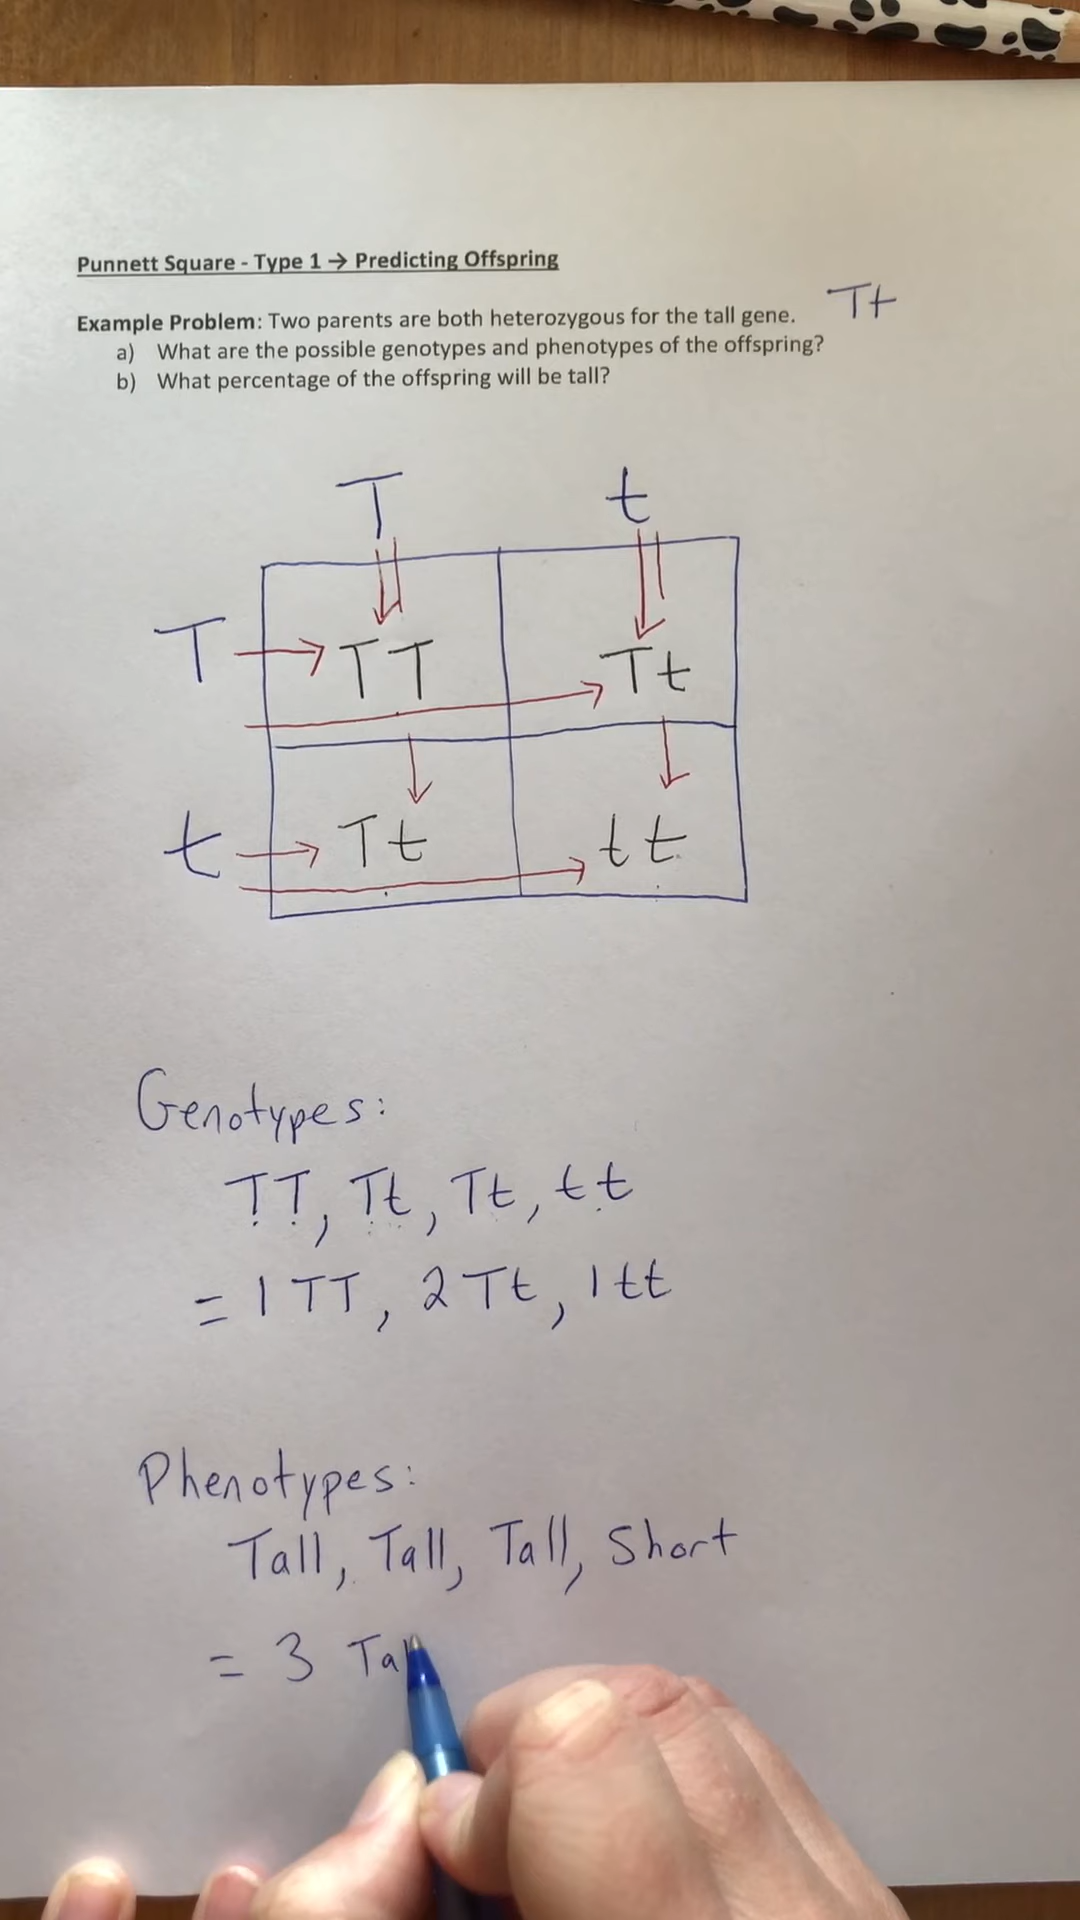 Punnett Square - Type 1 → Predicting Offspring
Example Problem: Two parents are both heterozygous for the tall gene. Tt
a) What are the possible genotypes and phenotypes of the offspring?
b) What percentage of the offspring will be tall?
T t
T TT Tt
t Tt tt
Genotypes:
TT, Tt, Tt, tt
= 1 TT, 2 Tt, 1 tt
Phenotypes:
Tall, Tall, Tall, Short
= 3 Tal